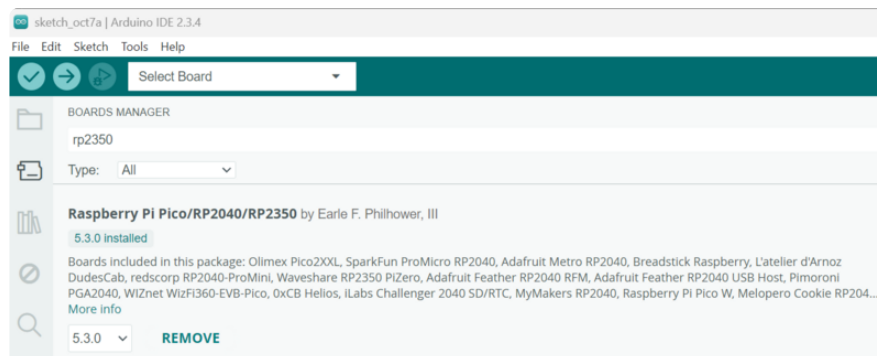 sketch_oct7a | Arduino IDE 2.3.4
File Edit Sketch Tools Help
Select Board
BOARDS MANAGER
rp2350
Type: All
Raspberry Pi Pico/RP2040/RP2350 by Earle F. Philhower, III
5.3.0 installed
Boards included in this package: Olimex Pico2XXL, SparkFun ProMicro RP2040, Adafruit Metro RP2040, Breadstick Raspberry, L'atelier d'Arnoz
DudesCab, redscorp RP2040-ProMini, Waveshare RP2350 PiZero, Adafruit Feather RP2040 RFM, Adafruit Feather RP2040 USB Host, Pimoroni
PGA2040, WIZnet WizFi360-EVB-Pico, 0xCB Helios, iLabs Challenger 2040 SD/RTC, MyMakers RP2040, Raspberry Pi Pico W, Melopero Cookie RP204...
More info
5.3.0 REMOVE